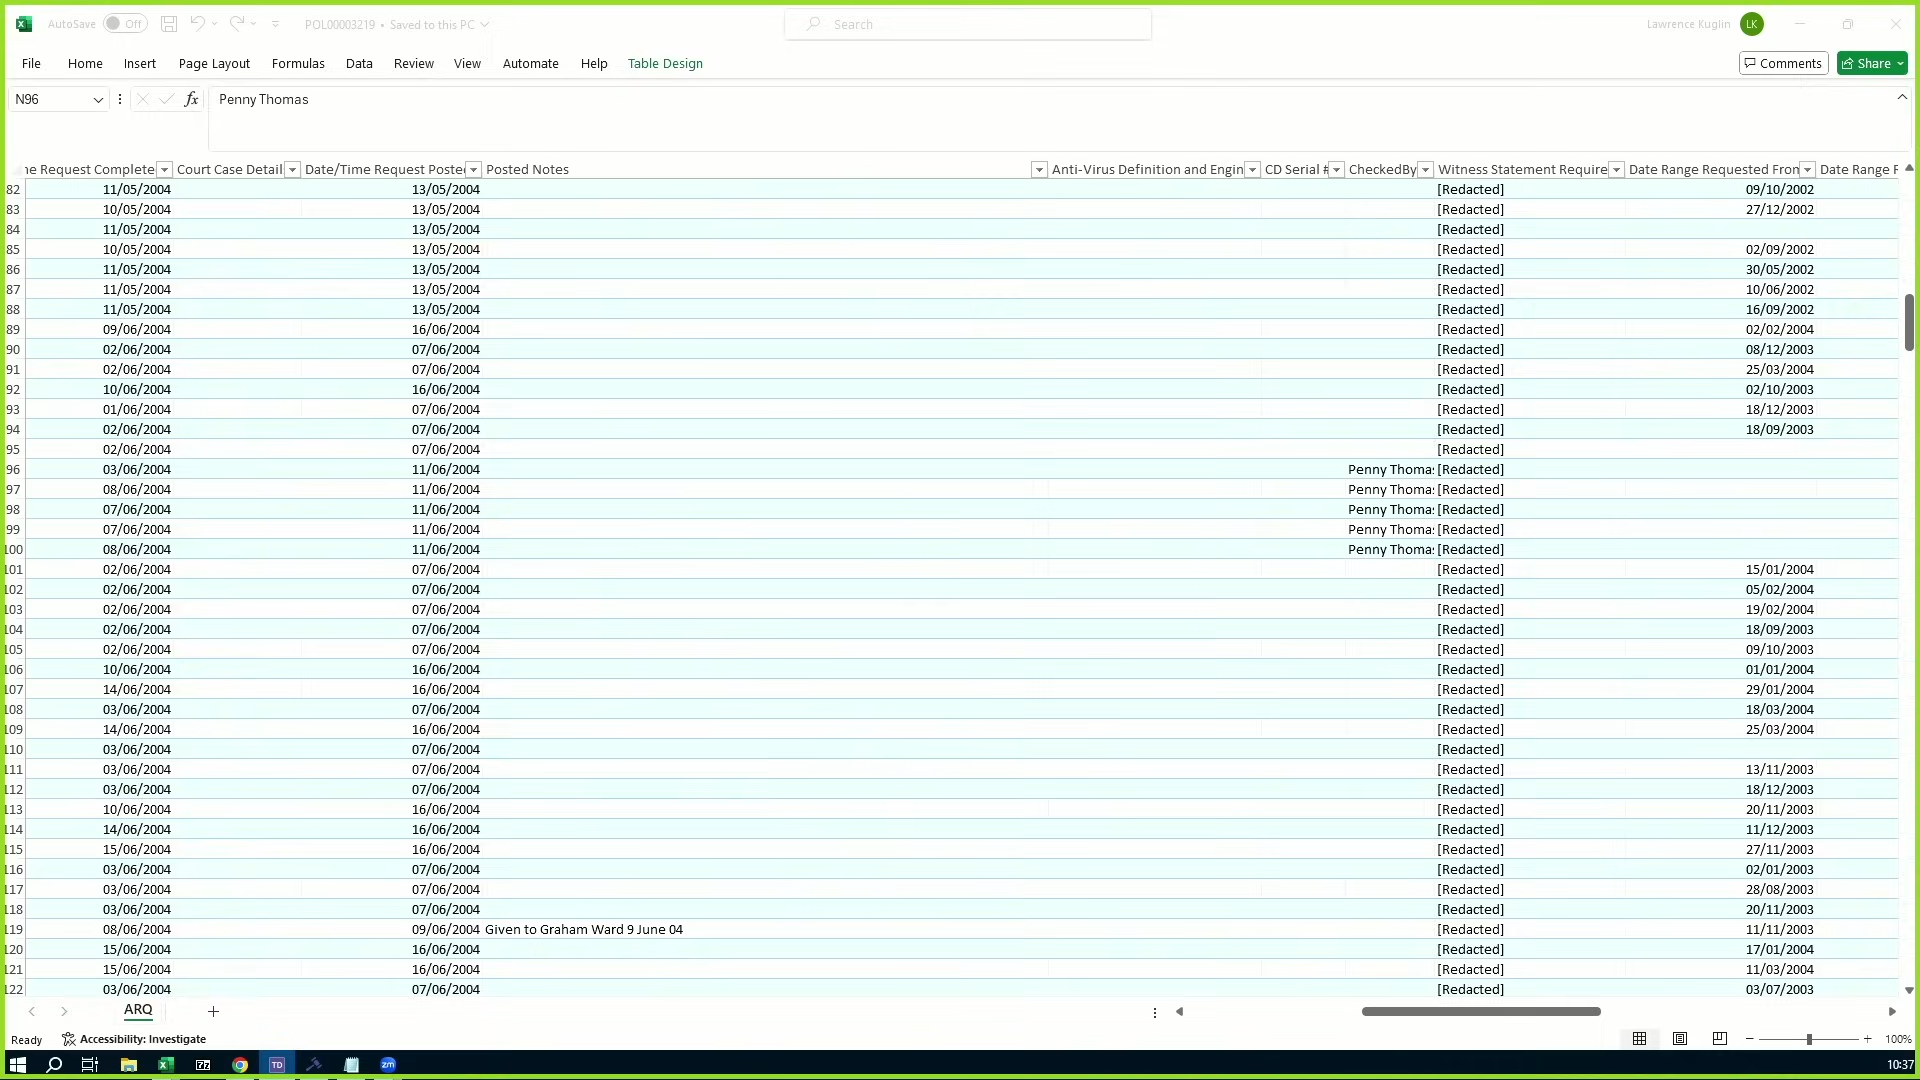 AutoSave Off POL00003219 • Saved to this PC Search Lawrence Kuglin LK
File Home Insert Page Layout Formulas Data Review View Automate Help Table Design Comments Share
N96 fx Penny Thomas
ne Request Complete Court Case Detail Date/Time Request Poste Posted Notes Anti-Virus Definition and Engin CD Serial # CheckedBy Witness Statement Require Date Range Requested Fron Date Range F
82 11/05/2004 13/05/2004 [Redacted] 09/10/2002
83 10/05/2004 13/05/2004 [Redacted] 27/12/2002
84 11/05/2004 13/05/2004 [Redacted]
85 10/05/2004 13/05/2004 [Redacted] 02/09/2002
86 11/05/2004 13/05/2004 [Redacted] 30/05/2002
87 11/05/2004 13/05/2004 [Redacted] 10/06/2002
88 11/05/2004 13/05/2004 [Redacted] 16/09/2002
89 09/06/2004 16/06/2004 [Redacted] 02/02/2004
90 02/06/2004 07/06/2004 [Redacted] 08/12/2003
91 02/06/2004 07/06/2004 [Redacted] 25/03/2004
92 10/06/2004 16/06/2004 [Redacted] 02/10/2003
93 01/06/2004 07/06/2004 [Redacted] 18/12/2003
94 02/06/2004 07/06/2004 [Redacted] 18/09/2003
95 02/06/2004 07/06/2004 [Redacted]
96 03/06/2004 11/06/2004 Penny Thomas [Redacted]
97 08/06/2004 11/06/2004 Penny Thomas [Redacted]
98 07/06/2004 11/06/2004 Penny Thomas [Redacted]
99 07/06/2004 11/06/2004 Penny Thomas [Redacted]
100 08/06/2004 11/06/2004 Penny Thomas [Redacted]
101 02/06/2004 07/06/2004 [Redacted] 15/01/2004
102 02/06/2004 07/06/2004 [Redacted] 05/02/2004
103 02/06/2004 07/06/2004 [Redacted] 19/02/2004
104 02/06/2004 07/06/2004 [Redacted] 18/09/2003
105 02/06/2004 07/06/2004 [Redacted] 09/10/2003
106 10/06/2004 16/06/2004 [Redacted] 01/01/2004
107 14/06/2004 16/06/2004 [Redacted] 29/01/2004
108 03/06/2004 07/06/2004 [Redacted] 18/03/2004
109 14/06/2004 16/06/2004 [Redacted] 25/03/2004
110 03/06/2004 07/06/2004 [Redacted]
111 03/06/2004 07/06/2004 [Redacted] 13/11/2003
112 03/06/2004 07/06/2004 [Redacted] 18/12/2003
113 10/06/2004 16/06/2004 [Redacted] 20/11/2003
114 14/06/2004 16/06/2004 [Redacted] 11/12/2003
115 15/06/2004 16/06/2004 [Redacted] 27/11/2003
116 03/06/2004 07/06/2004 [Redacted] 02/01/2003
117 03/06/2004 07/06/2004 [Redacted] 28/08/2003
118 03/06/2004 07/06/2004 [Redacted] 20/11/2003
119 08/06/2004 09/06/2004 Given to Graham Ward 9 June 04 [Redacted] 11/11/2003
120 15/06/2004 16/06/2004 [Redacted] 17/01/2004
121 15/06/2004 16/06/2004 [Redacted] 11/03/2004
122 03/06/2004 07/06/2004 [Redacted] 03/07/2003
ARQ
Ready Accessibility: Investigate 100%
7z TD zm 10:37